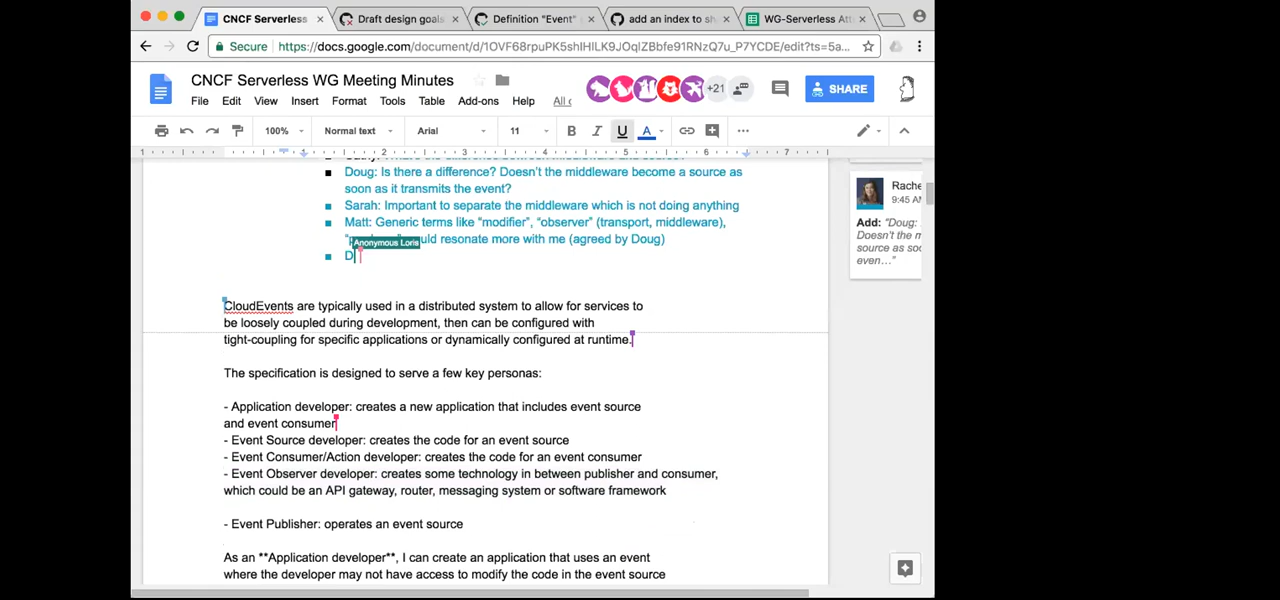 CNCF Serverless
Draft design goals
Definition "Event"
add an index to sh
WG-Serverless Att
Secure
https://docs.google.com/document/d/1OVF68rpuPK5shIHILK9JOqlZBbfe91RNzQ7u_P7YCDE/edit?ts=5a...
CNCF Serverless WG Meeting Minutes
+21
SHARE
File Edit View Insert Format Tools Table Add-ons Help All c
100% Normal text Arial 11 B I U A
1 1 2 3 4 5 6 7
Doug: Is there a difference? Doesn't the middleware become a source as
soon as it transmits the event?
Sarah: Important to separate the middleware which is not doing anything
Matt: Generic terms like "modifier", "observer" (transport, middleware),
would resonate more with me (agreed by Doug)
Anonymous Loris
D
CloudEvents are typically used in a distributed system to allow for services to
be loosely coupled during development, then can be configured with
tight-coupling for specific applications or dynamically configured at runtime.
The specification is designed to serve a few key personas:
- Application developer: creates a new application that includes event source
and event consumer
- Event Source developer: creates the code for an event source
- Event Consumer/Action developer: creates the code for an event consumer
- Event Observer developer: creates some technology in between publisher and consumer,
which could be an API gateway, router, messaging system or software framework
- Event Publisher: operates an event source
As an **Application developer**, I can create an application that uses an event
where the developer may not have access to modify the code in the event source
Rache
9:45 A
Add: "Doug:
Doesn't the m
source as soo
even…"